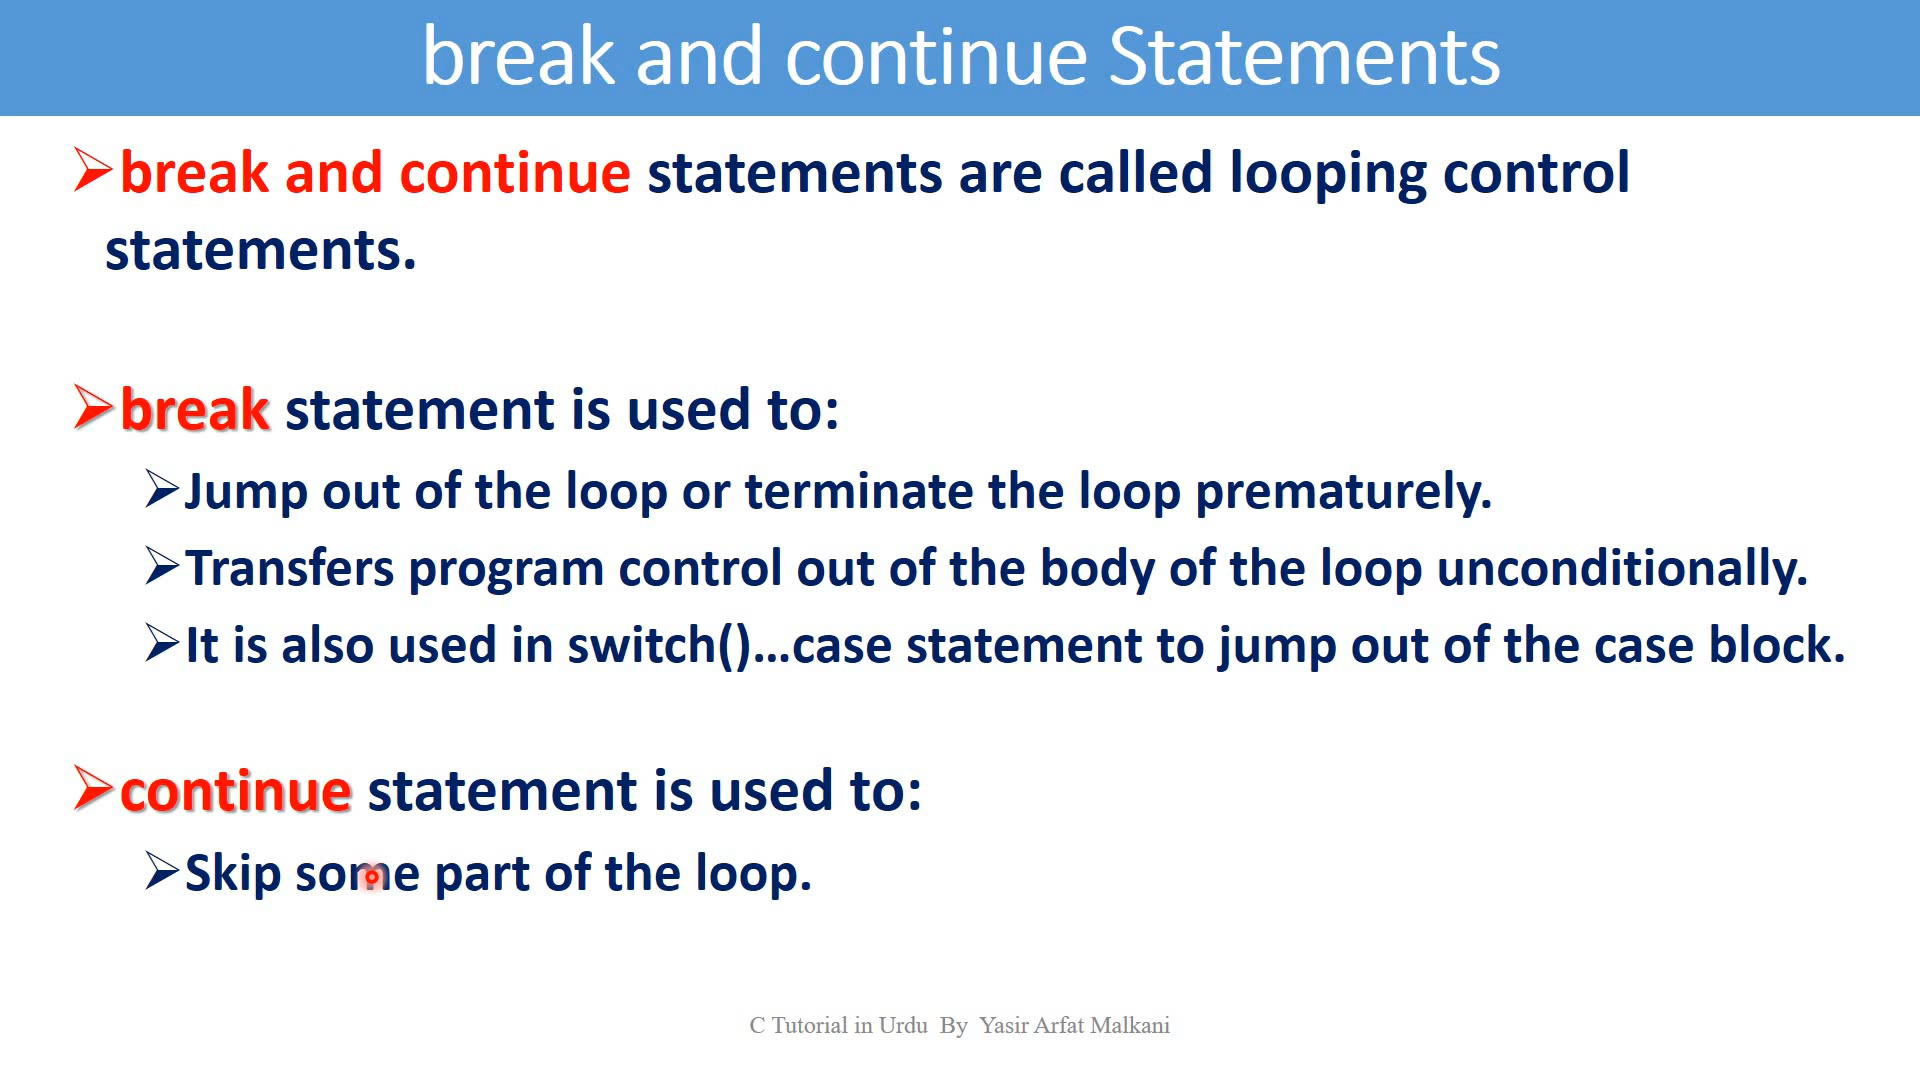 break and continue Statements
break and continue statements are called looping control
statements.
break statement is used to:
Jump out of the loop or terminate the loop prematurely.
Transfers program control out of the body of the loop unconditionally.
It is also used in switch()...case statement to jump out of the case block.
continue statement is used to:
Skip some part of the loop.
C Tutorial in Urdu By Yasir Arfat Malkani